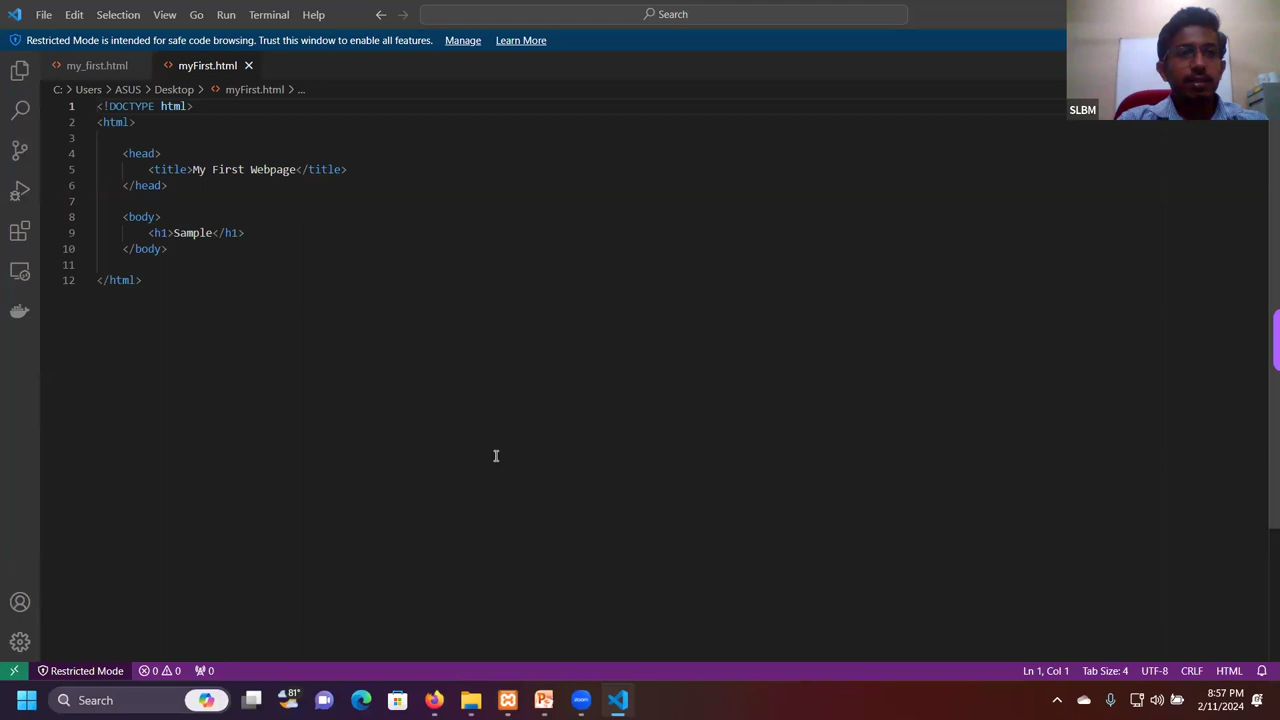 File Edit Selection View Go Run Terminal Help Search
Restricted Mode is intended for safe code browsing. Trust this window to enable all features. Manage Learn More
my_first.html myFirst.html
C: > Users > ASUS > Desktop > myFirst.html > ...
1 <!DOCTYPE html>
2 <html>
3
4 <head>
5 <title>My First Webpage</title>
6 </head>
7
8 <body>
9 <h1>Sample</h1>
10 </body>
11
12 </html>
SLBM
Restricted Mode 0 0 0 Ln 1, Col 1 Tab Size: 4 UTF-8 CRLF HTML
Search 81° zoom 8:57 PM
2/11/2024